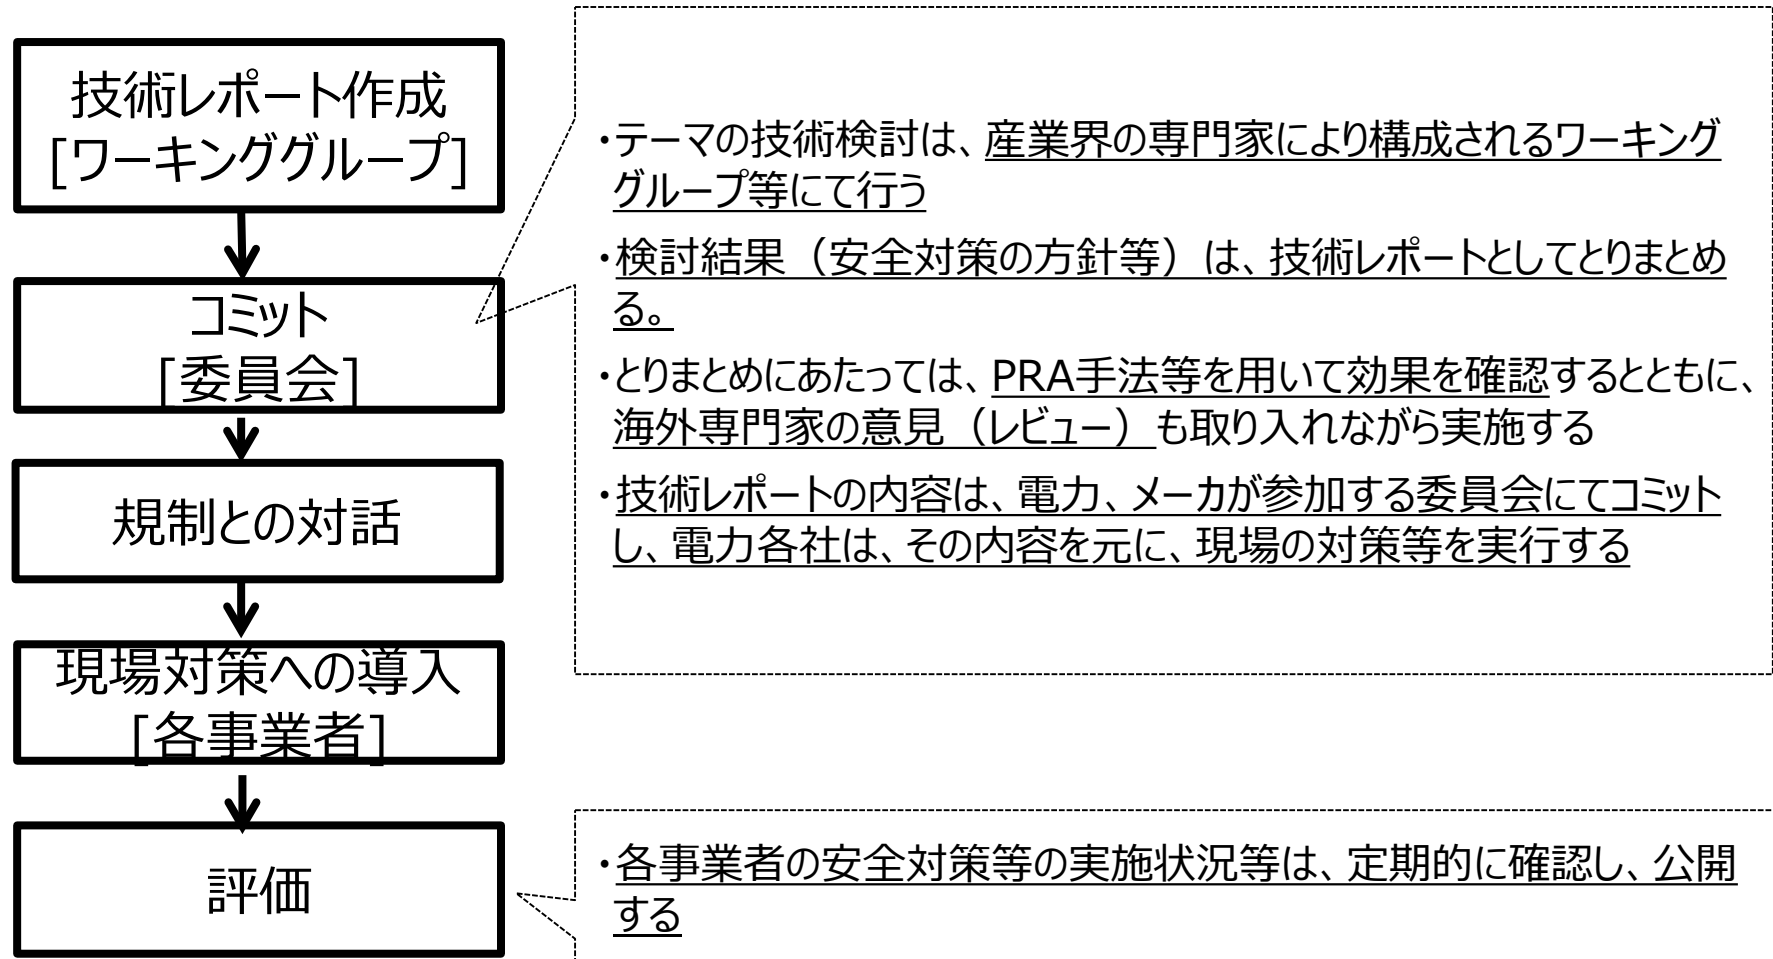 技術レポート作成
[ワーキンググループ]
コミット
[委員会]
規制との対話
現場対策への導入
[各事業者]
評価
・テーマの技術検討は、産業界の専門家により構成されるワーキング
グループ等にて行う
・検討結果（安全対策の方針等）は、技術レポートとしてとりまとめ
る。
・とりまとめにあたっては、PRA手法等を用いて効果を確認するとともに、
海外専門家の意見（レビュー）も取り入れながら実施する
・技術レポートの内容は、電力、メーカが参加する委員会にてコミット
し、電力各社は、その内容を元に、現場の対策等を実行する
・各事業者の安全対策等の実施状況等は、定期的に確認し、公開
する